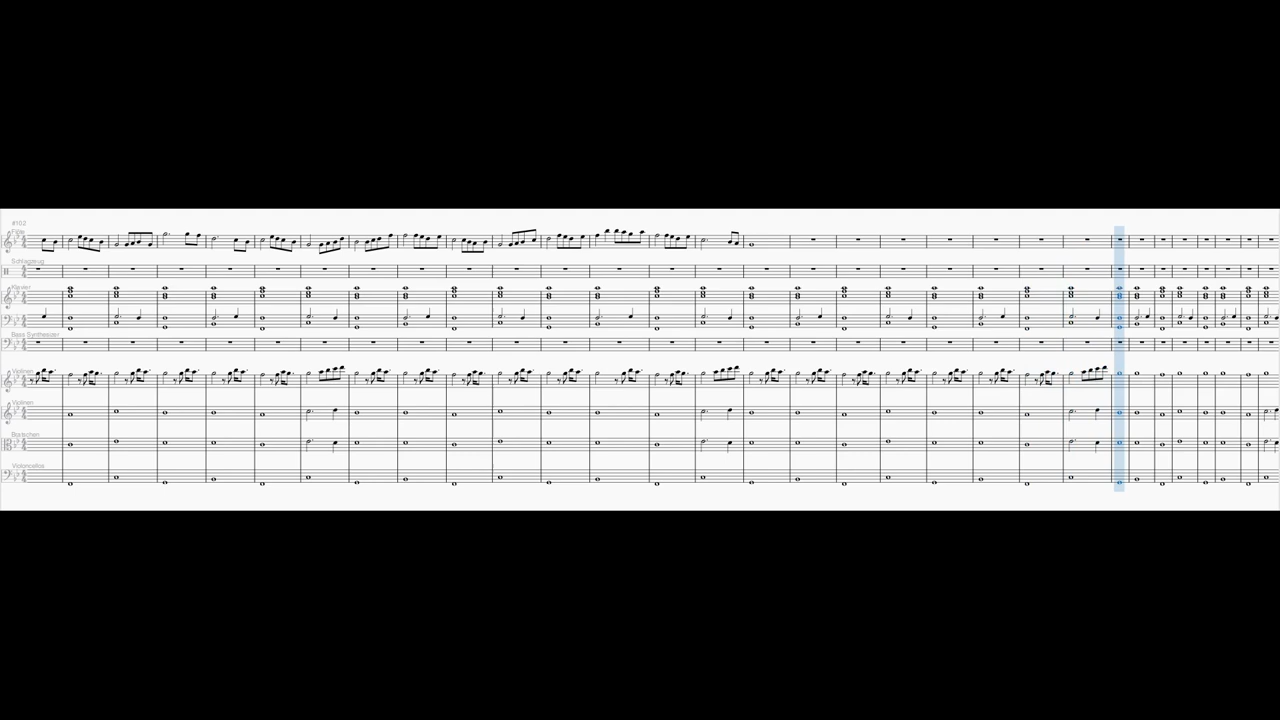 #102
Flöte
Schlagzeug
Klavier
Bass Synthesizer
Violinen
Violinen
Bratschen
Violoncellos